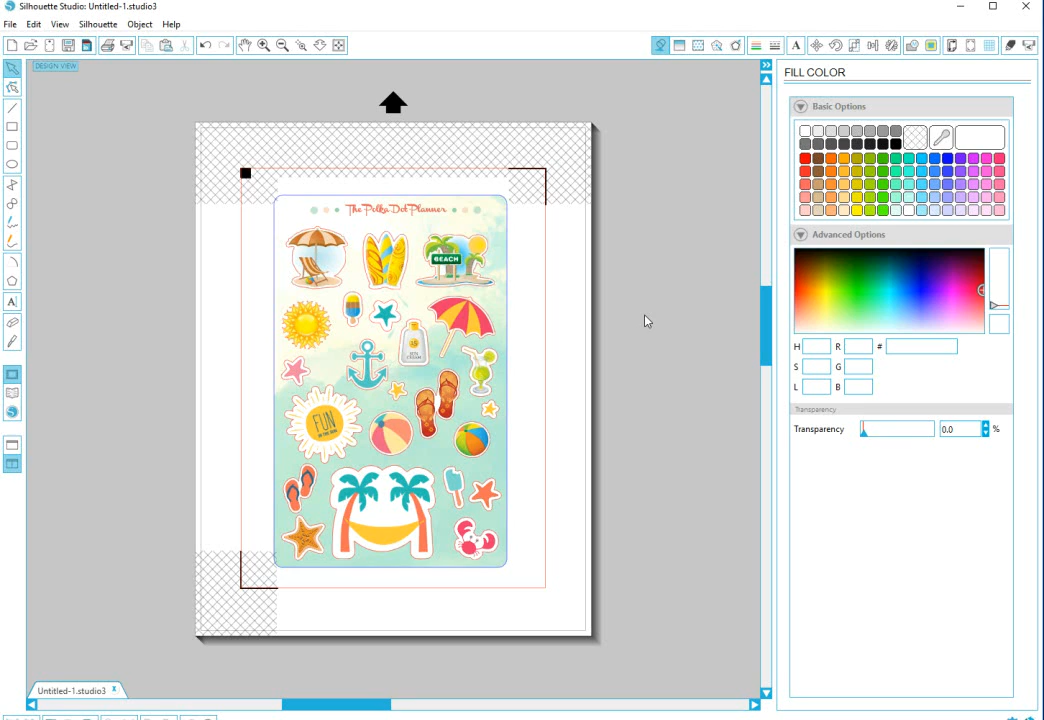 Silhouette Studio: Untitled-1.studio3
File Edit View Silhouette Object Help
DESIGN VIEW
FILL COLOR
Basic Options
Advanced Options
H R #
S G
L B
Transparency
Transparency 0.0 %
The Polka Dot Planner
BEACH
FUN
Untitled-1.studio3 x